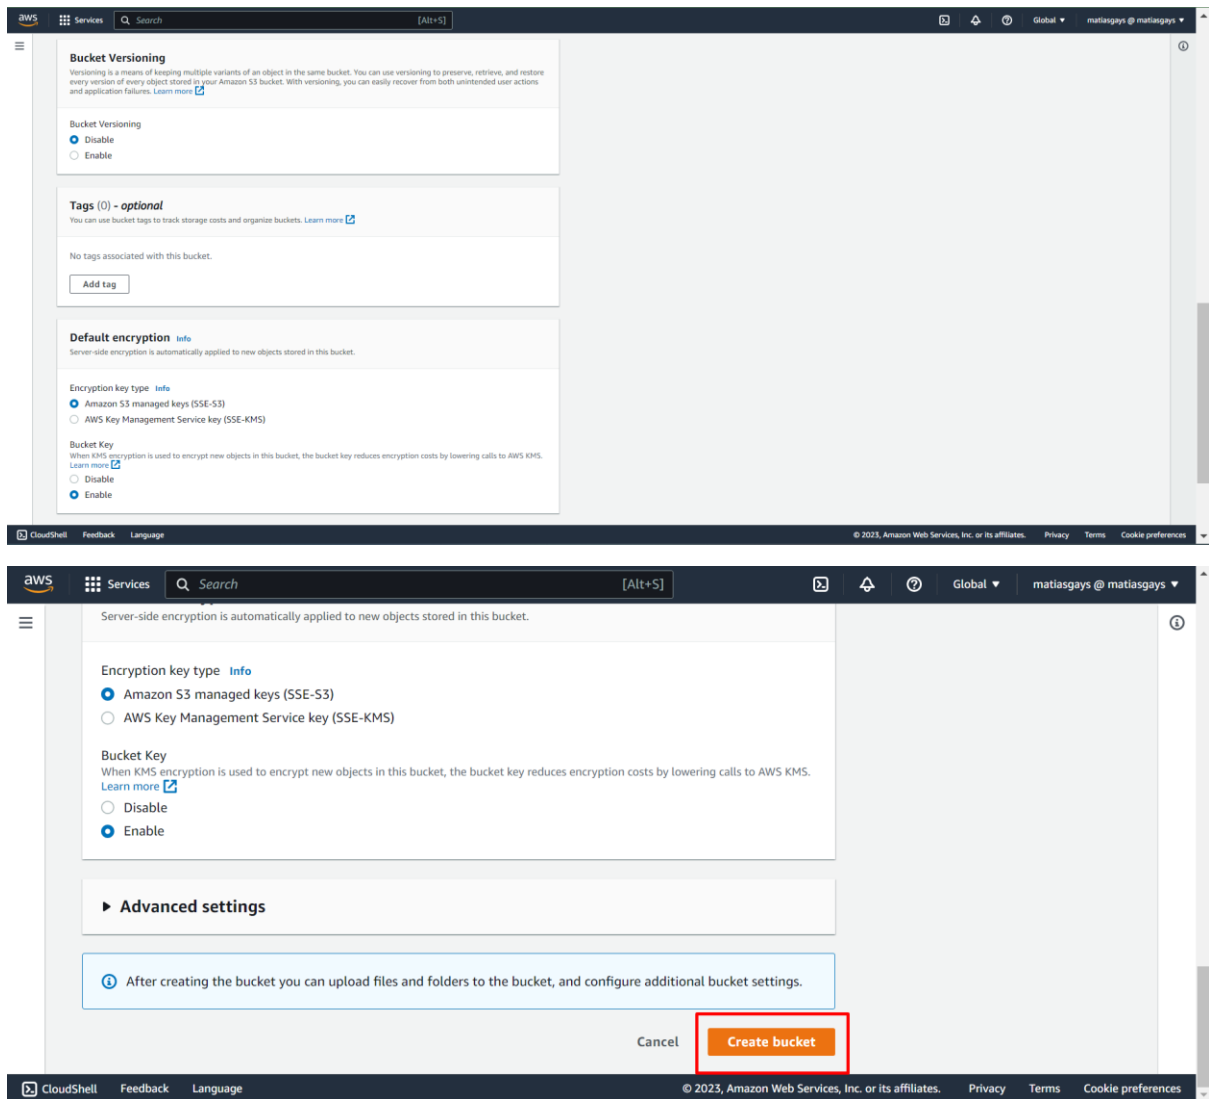 aws Services Search [Alt+S] Global ▼ matiasgays @ matiasgays ▼
Bucket Versioning
Versioning is a means of keeping multiple variants of an object in the same bucket. You can use versioning to preserve, retrieve, and restore
every version of every object stored in your Amazon S3 bucket. With versioning, you can easily recover from both unintended user actions
and application failures. Learn more
Bucket Versioning
Disable
Enable
Tags (0) - optional
You can use bucket tags to track storage costs and organize buckets. Learn more
No tags associated with this bucket.
Add tag
Default encryption Info
Server-side encryption is automatically applied to new objects stored in this bucket.
Encryption key type Info
Amazon S3 managed keys (SSE-S3)
AWS Key Management Service key (SSE-KMS)
Bucket Key
When KMS encryption is used to encrypt new objects in this bucket, the bucket key reduces encryption costs by lowering calls to AWS KMS.
Learn more
Disable
Enable
CloudShell Feedback Language © 2023, Amazon Web Services, Inc. or its affiliates. Privacy Terms Cookie preferences
aws Services Search [Alt+S] Global ▼ matiasgays @ matiasgays ▼
Server-side encryption is automatically applied to new objects stored in this bucket.
Encryption key type Info
Amazon S3 managed keys (SSE-S3)
AWS Key Management Service key (SSE-KMS)
Bucket Key
When KMS encryption is used to encrypt new objects in this bucket, the bucket key reduces encryption costs by lowering calls to AWS KMS.
Learn more
Disable
Enable
Advanced settings
After creating the bucket you can upload files and folders to the bucket, and configure additional bucket settings.
Cancel Create bucket
CloudShell Feedback Language © 2023, Amazon Web Services, Inc. or its affiliates. Privacy Terms Cookie preferences